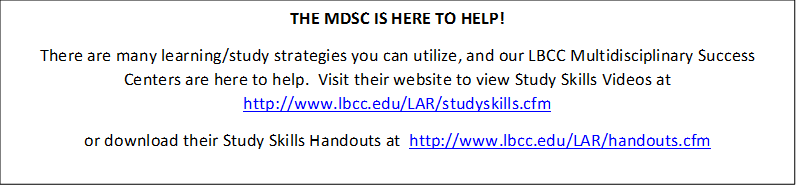 THE MDSC IS HERE TO HELP!
There are many learning/study strategies you can utilize, and our LBCC Multidisciplinary Success
Centers are here to help.  Visit their website to view Study Skills Videos at
http://www.lbcc.edu/LAR/studyskills.cfm
or download their Study Skills Handouts at  http://www.lbcc.edu/LAR/handouts.cfm